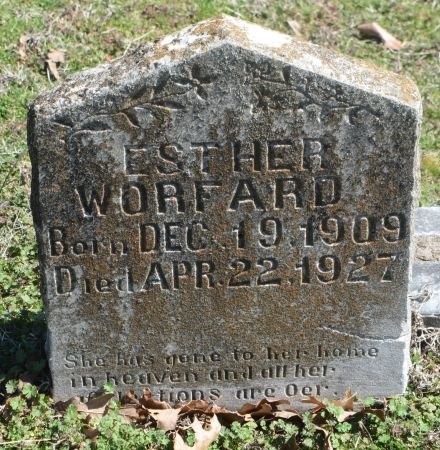 ESTHER
WORFARD
Born DEC. 19. 1909
Died APR. 22. 1927
She has gone to her home
in heaven and all her
are Oer.